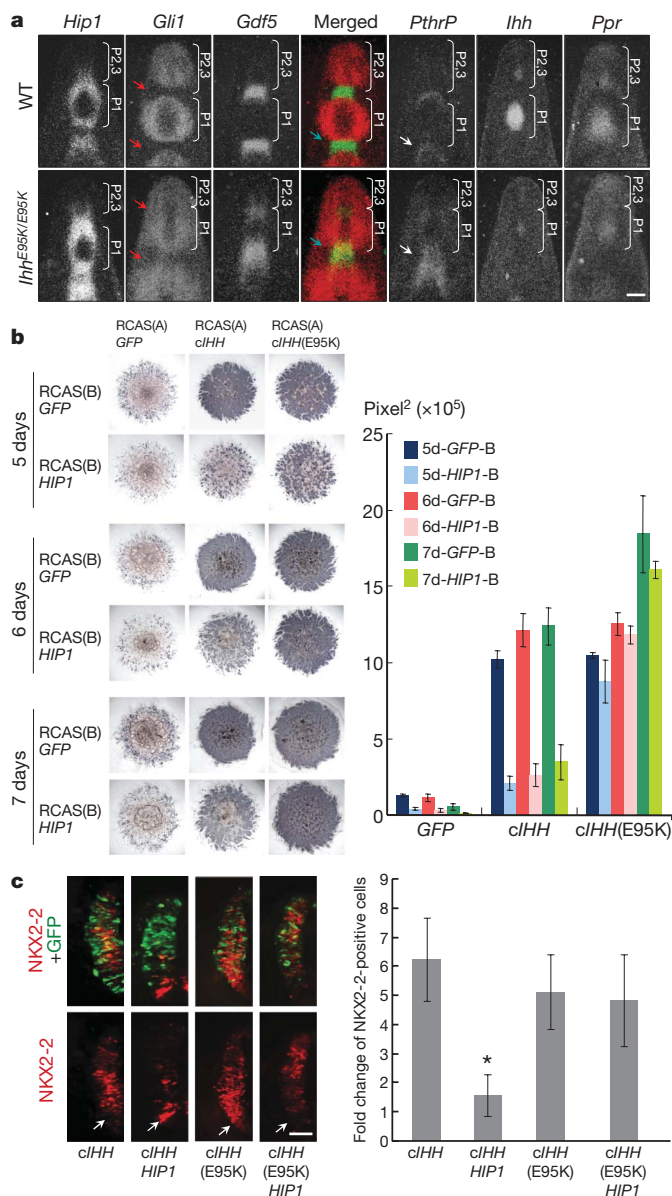 a
Hip1 Gli1 Gdf5 Merged PthrP Ihh Ppr
WT
P2,3 P2,3 P2,3 P2,3 P2,3 P2,3
P1 P1 P1 P1 P1 P1
Ihh^E95K/E95K
P2,3 P2,3 P2,3 P2,3 P2,3 P2,3
P1 P1 P1 P1 P1 P1
b
RCAS(A) RCAS(A) RCAS(A)
GFP cIHH cIHH(E95K)
5 days
RCAS(B)
GFP
RCAS(B)
HIP1
6 days
RCAS(B)
GFP
RCAS(B)
HIP1
7 days
RCAS(B)
GFP
RCAS(B)
HIP1
Pixel² (×10⁵)
25
20
15
10
5
0
5d-GFP-B
5d-HIP1-B
6d-GFP-B
6d-HIP1-B
7d-GFP-B
7d-HIP1-B
GFP cIHH cIHH(E95K)
c
NKX2-2
+GFP
NKX2-2
cIHH cIHH cIHH cIHH
HIP1 (E95K) (E95K)
HIP1
Fold change of NKX2-2-positive cells
9
8
7
6
5
4
3
2
1
0
*
cIHH cIHH cIHH cIHH
HIP1 (E95K) (E95K)
HIP1